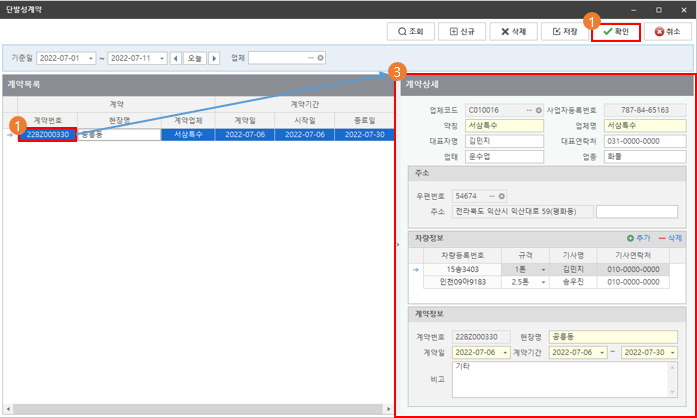 단발성계약
조회 신규 삭제 저장 1 확인 취소
기준일 2022-07-01 ~ 2022-07-11 오늘 업체
계약목록
계약 계약기간
계약번호 현장명 계약업체 계약일 시작일 종료일
1 22BZ000330 공릉동 서삼특수 2022-07-06 2022-07-06 2022-07-30
3
계약상세
업체코드 C010016 사업자등록번호 787-84-65163
약칭 서삼특수 업체명 서삼특수
대표자명 김민지 대표연락처 031-0000-0000
업태 운수업 업종 화물
주소
우편번호 54674
주소 전라북도 익산시 익산대로 59(평화동)
차량정보 추가 삭제
차량등록번호 규격 기사명 기사연락처
15송3403 1톤 김민지 010-0000-0000
인천09아9183 2.5톤 송우진 010-0000-0000
계약정보
계약번호 22BZ000330 현장명 공릉동
계약일 2022-07-06 계약기간 2022-07-06 ~ 2022-07-30
비고 기타